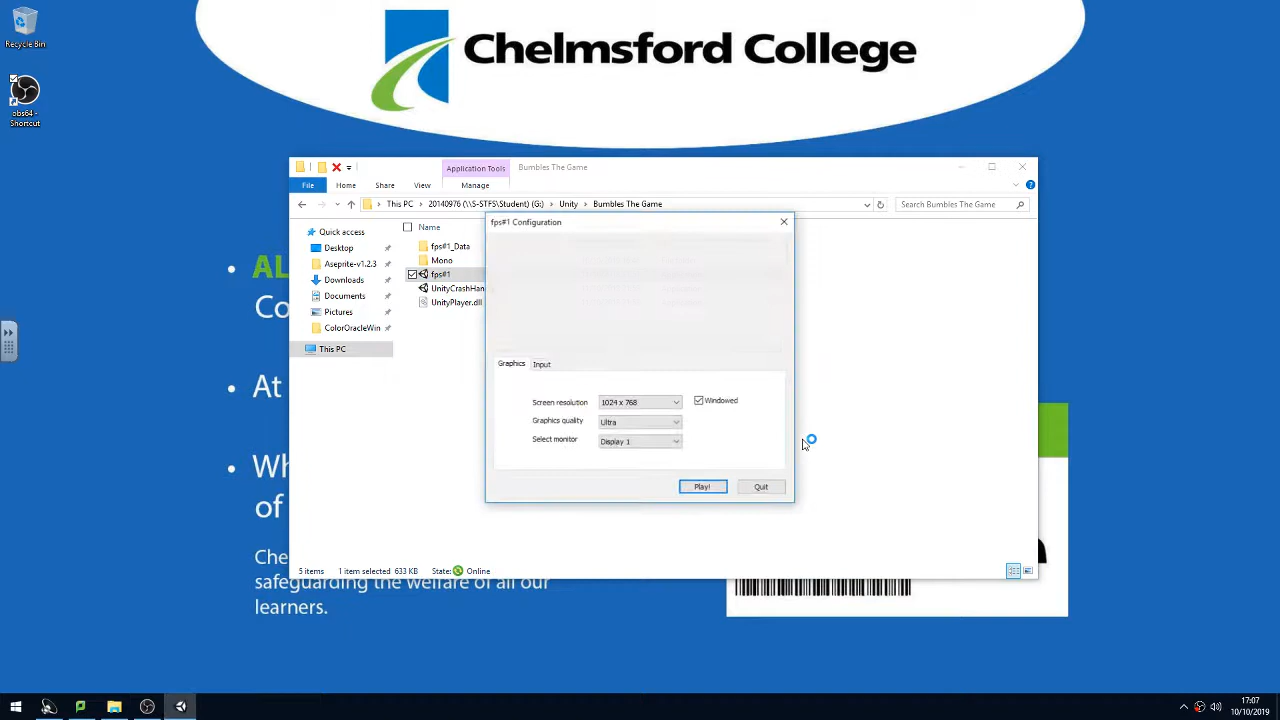 Recycle Bin
obs64 -
Shortcut
Chelmsford College
Application Tools
Bumbles The Game
File
Home
Share
View
Manage
This PC
20140976 (\\S-STFS\Student) (G:)
Unity
Bumbles The Game
Search Bumbles The Game
Quick access
Desktop
Aseprite-v1.2.3
Downloads
Documents
Pictures
ColorOracleWin
This PC
Name
fps#1_Data
Mono
fps#1
UnityCrashHan
UnityPlayer.dll
fps#1 Configuration
Graphics
Input
Screen resolution
1024 x 768
Windowed
Graphics quality
Ultra
Select monitor
Display 1
Play!
Quit
5 items
1 item selected 633 KB
State:
Online
AL
Co
At
Wh
of
Che
safeguarding the welfare of all our
learners.
17:07
10/10/2019